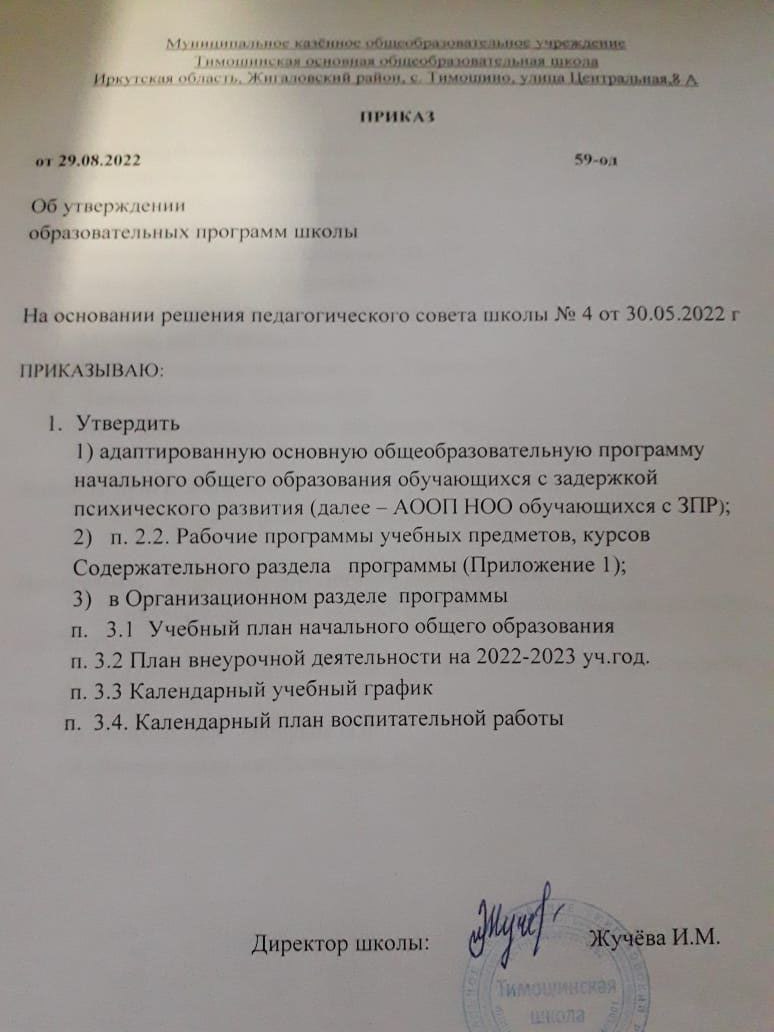 Муниципальное казённое общеобразовательное учреждение
Тимошинская основная общеобразовательная школа
Иркутская область, Жигаловский район, с. Тимошино, улица Центральная,8 А
ПРИКАЗ
от 29.08.2022 59-од
Об утверждении
образовательных программ школы
На основании решения педагогического совета школы № 4 от 30.05.2022 г
ПРИКАЗЫВАЮ:
1. Утвердить
1) адаптированную основную общеобразовательную программу
начального общего образования обучающихся с задержкой
психического развития (далее – АООП НОО обучающихся с ЗПР);
2) п. 2.2. Рабочие программы учебных предметов, курсов
Содержательного раздела программы (Приложение 1);
3) в Организационном разделе программы
п. 3.1 Учебный план начального общего образования
п. 3.2 План внеурочной деятельности на 2022-2023 уч.год.
п. 3.3 Календарный учебный график
п. 3.4. Календарный план воспитательной работы
Директор школы: Жучёва И.М.
Тимошинская
школа